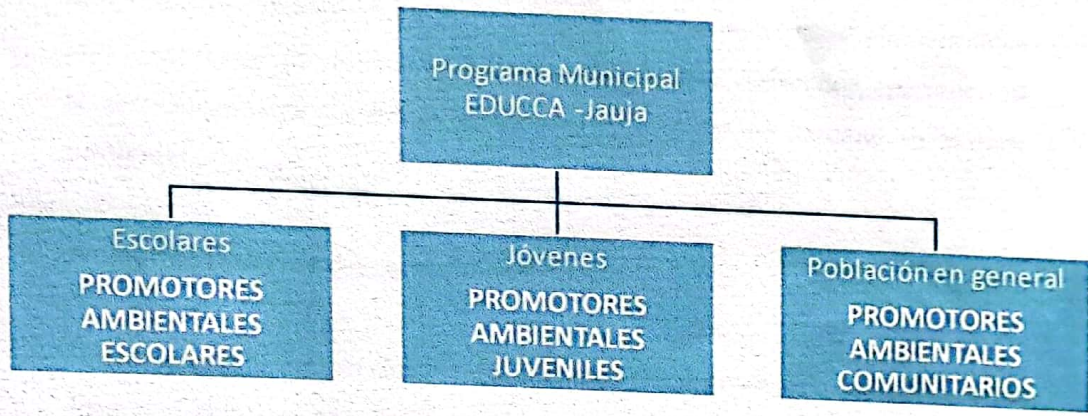 Programa Municipal
EDUCCA -Jauja
Escolares
PROMOTORES
AMBIENTALES
ESCOLARES
Jóvenes
PROMOTORES
AMBIENTALES
JUVENILES
Población en general
PROMOTORES
AMBIENTALES
COMUNITARIOS